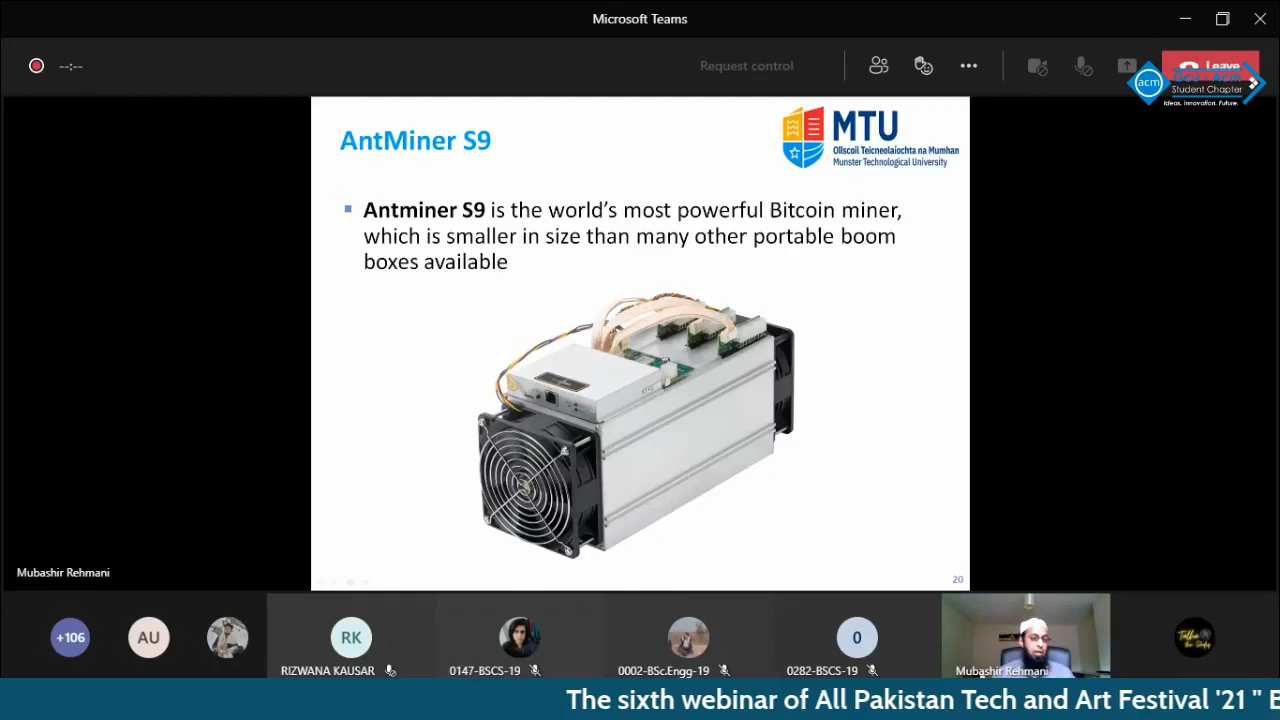 Microsoft Teams
--:--
Request control
Leave
acm
Student Chapter
Ideas. Innovation. Future.
AntMiner S9
MTU
Ollscoil Teicneolaíochta na Mumhan
Munster Technological University
Antminer S9 is the world's most powerful Bitcoin miner,
which is smaller in size than many other portable boom
boxes available
Mubashir Rehmani
20
+106
AU
RK
RIZWANA KAUSAR
0147-BSCS-19
0002-BSc.Engg-19
0
0282-BSCS-19
Mubashir Rehmani
The sixth webinar of All Pakistan Tech and Art Festival '21 "